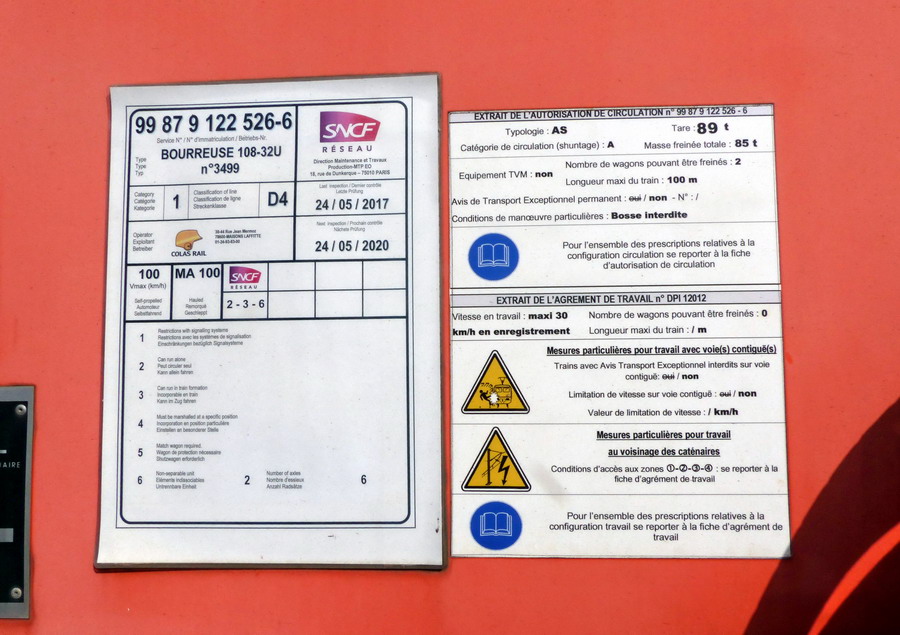 99 87 9 122 526-6
Service N° / N° d'immatriculation / Betriebs-Nr.
Type
Type
Typ
BOURREUSE 108-32U
n°3499
SNCF
RÉSEAU
Direction Maintenance et Travaux
Production-MTP EO
18, rue de Dunkerque – 75010 PARIS
Category
Catégorie
Kategorie
1
Classification of line
Classification de ligne
Streckenklasse
D4
Last Inspection / Dernier contrôle
Letzte Prüfung
24 / 05 / 2017
Operator
Exploitant
Betreiber
COLAS RAIL
38-44 Rue Jean Mermoz
78600 MAISONS LAFFITTE
Next Inspection / Prochain contrôle
Nächste Prüfung
24 / 05 / 2020
100
Vmax (km/h)
MA 100
SNCF
RÉSEAU
Self-propelled
Automoteur
Selbstfahrend
Hauled
Remorqué
Geschleppt
2 - 3 - 6
1
Restrictions with signalling systems
Restrictions avec les systèmes de signalisation
Einschränkungen bezüglich Signalsysteme
2
Can run alone
Peut circuler seul
Kann allein fahren
3
Can run in train formation
Incorporable en train
Kann im Zug fahren
4
Must be marshalled at a specific position
Incorporation en position particulière
Einstellen an besonderer Stelle
5
Match wagon required.
Wagon de protection nécessaire
Shutzwagen erforderlich
6
Non-separable unit
Eléments indissociables
Untrennbare Einheit
2
Number of axles
Nombre d'essieux
Anzahl Radsätze
6
EXTRAIT DE L'AUTORISATION DE CIRCULATION n° 99 87 9 122 526 - 6
Typologie : AS
Tare : 89 t
Catégorie de circulation (shuntage) : A
Masse freinée totale : 85 t
Equipement TVM : non
Nombre de wagons pouvant être freinés : 2
Longueur maxi du train : 100 m
Avis de Transport Exceptionnel permanent : oui / non - N° : /
Conditions de manœuvre particulières : Bosse interdite
Pour l'ensemble des prescriptions relatives à la
configuration circulation se reporter à la fiche
d'autorisation de circulation
EXTRAIT DE L'AGREMENT DE TRAVAIL n° DPI 12012
Vitesse en travail : maxi 30
km/h en enregistrement
Nombre de wagons pouvant être freinés : 0
Longueur maxi du train : / m
Mesures particulières pour travail avec voie(s) contiguë(s)
Trains avec Avis Transport Exceptionnel interdits sur voie
contiguë: oui / non
Limitation de vitesse sur voie contiguë : oui / non
Valeur de limitation de vitesse : / km/h
Mesures particulières pour travail
au voisinage des caténaires
Conditions d'accès aux zones ①-②-③-④ : se reporter à la
fiche d'agrément de travail
Pour l'ensemble des prescriptions relatives à la
configuration travail se reporter à la fiche d'agrément de
travail
AIRE